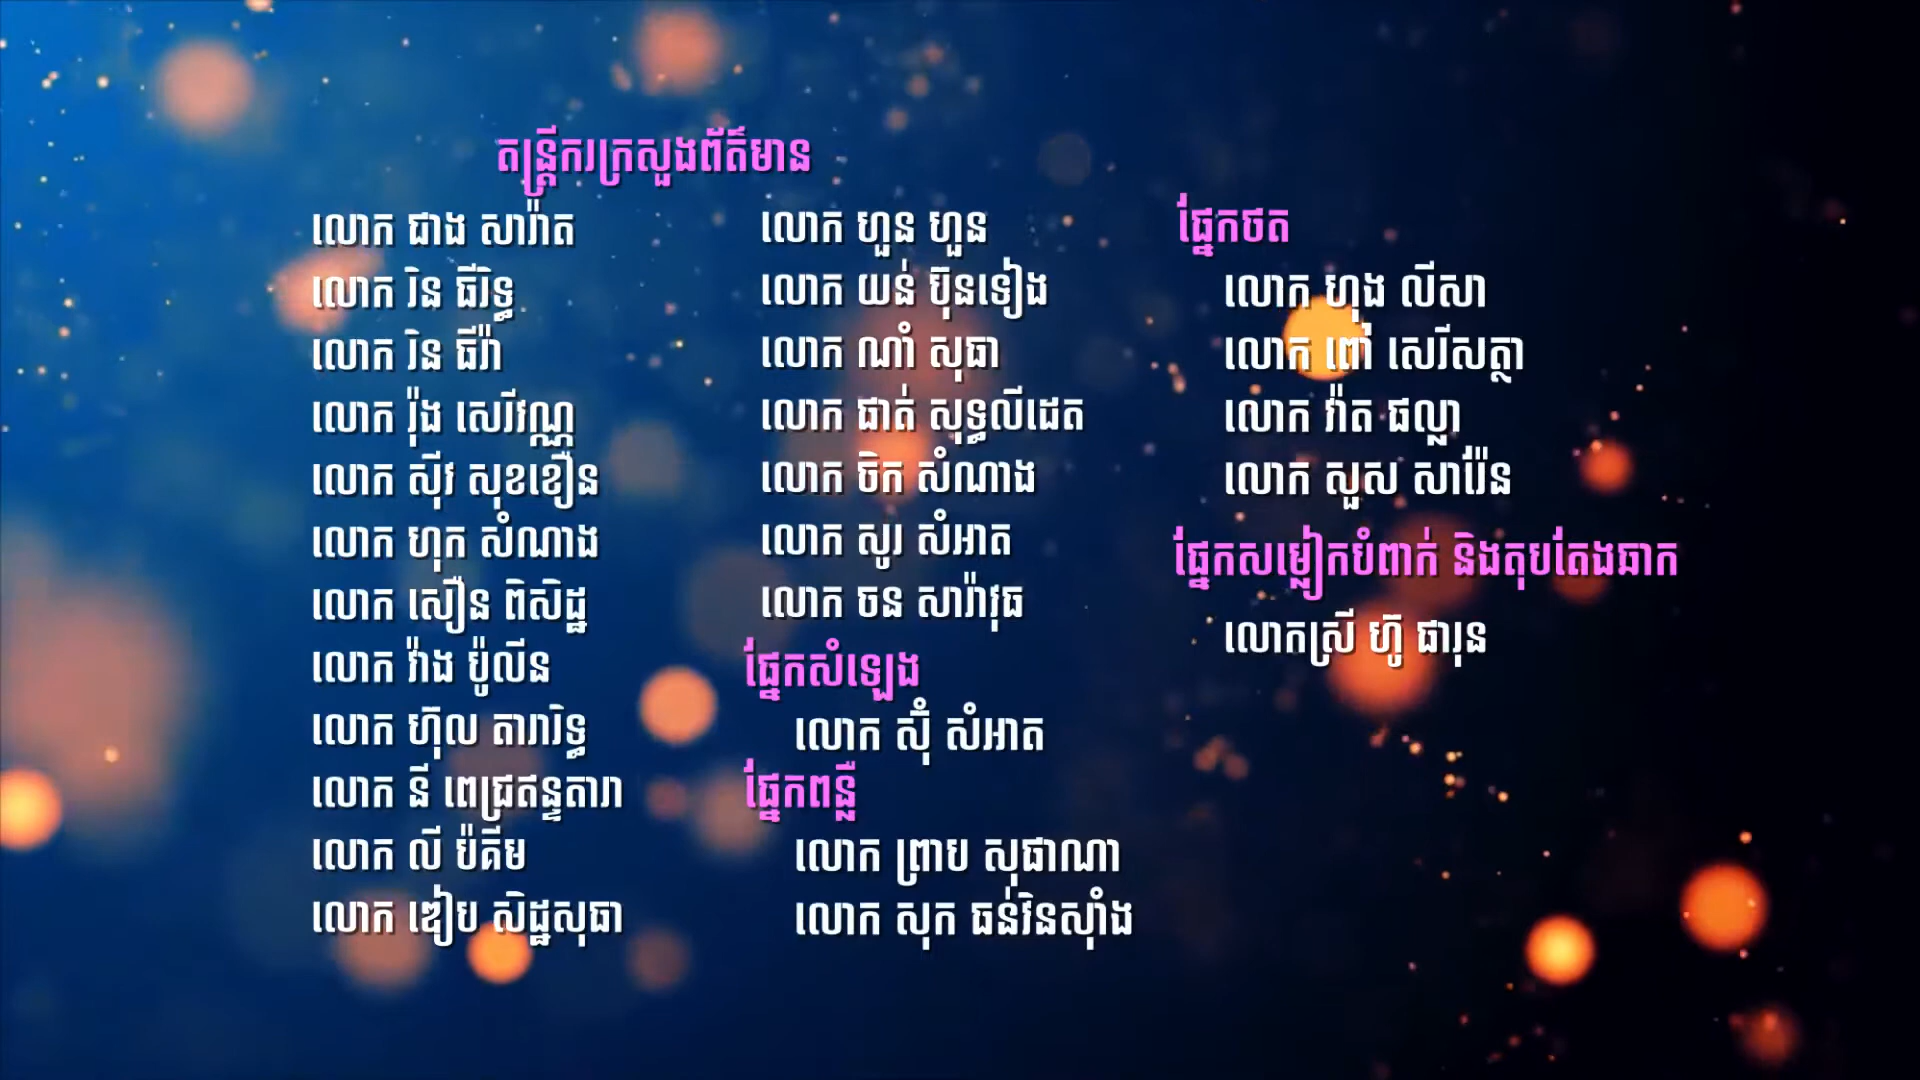 តន្ត្រីករក្រសួងព័ត៌មាន
លោក ជាង សារ៉ាត
លោក រិន ធីរិទ្ធ
លោក រិន ធីរ៉ា
លោក រ៉ុង សេរីវណ្ណ
លោក ស៊ីវ សុខខឿន
លោក ហុក សំណាង
លោក សឿន ពិសិដ្ឋ
លោក វ៉ាង ប៉ូលីន
លោក ហ៊ុល តារារិទ្ធ
លោក នី ពេជ្រឥន្ទតារា
លោក លី ប៉គីម
លោក ឌៀប សិដ្ឋសុធា
លោក ហួន ហួន
លោក យន់ ប៊ុនទៀង
លោក ណាំ សុធា
លោក ជាត់ សុទ្ធលីដេត
លោក ចិក សំណាង
លោក សូរ សំអាត
លោក ចន សារ៉ាវុធ
ផ្នែកសំឡេង
លោក ស៊ុំ សំអាត
ផ្នែកពន្លឺ
លោក ព្រាប សុផាណា
លោក សុក ធន់វិនស៊ាំង
ផ្នែកថត
លោក ហុង លីសា
លោក ពៅ សេរីសត្ថា
លោក វ៉ាត ផល្លា
លោក សួស សារ៉ែន
ផ្នែកសម្លៀកបំពាក់ និងតុបតែងឆាក
លោកស្រី ហ៊ូ ផារុន